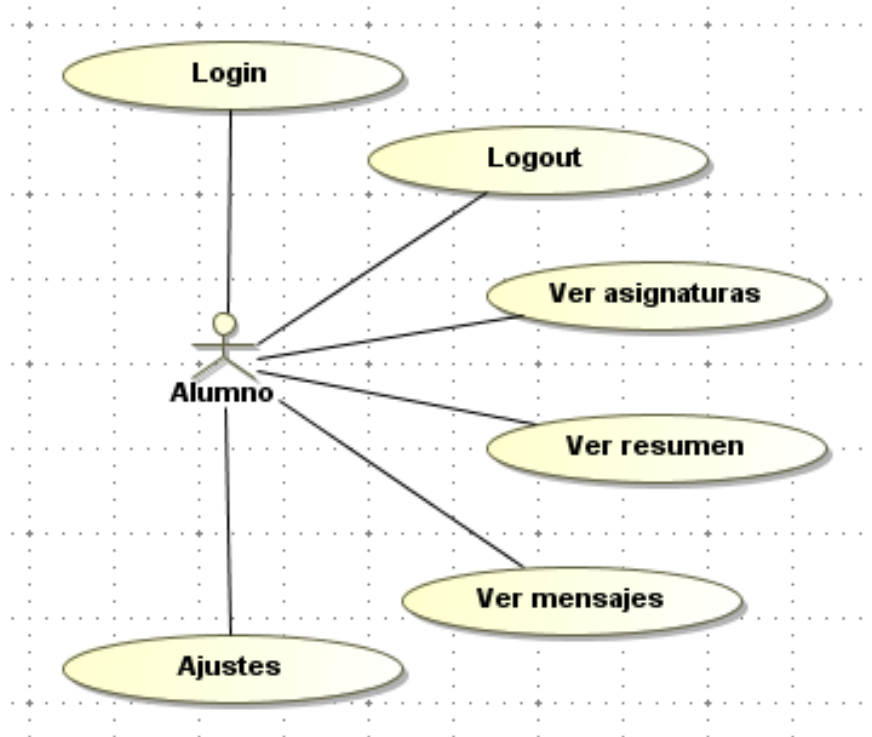 Login
Logout
Ver asignaturas
Alumno
Ver resumen
Ver mensajes
Ajustes